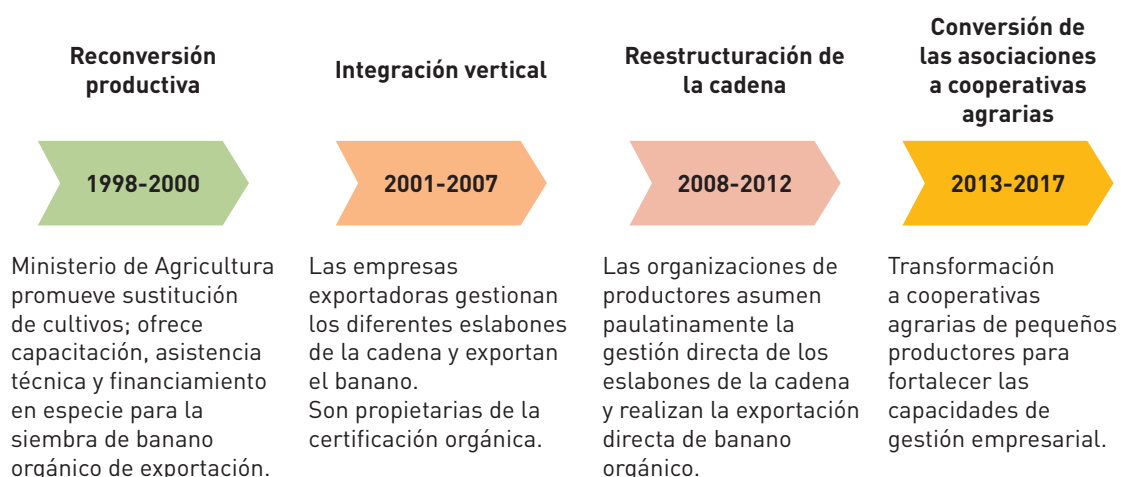 Reconversión
productiva
1998-2000
Ministerio de Agricultura
promueve sustitución
de cultivos; ofrece
capacitación, asistencia
técnica y financiamiento
en especie para la
siembra de banano
orgánico de exportación.
Integración vertical
2001-2007
Las empresas
exportadoras gestionan
los diferentes eslabones
de la cadena y exportan
el banano.
Son propietarias de la
certificación orgánica.
Reestructuración de
la cadena
2008-2012
Las organizaciones de
productores asumen
paulatinamente la
gestión directa de los
eslabones de la cadena
y realizan la exportación
directa de banano
orgánico.
Conversión de
las asociaciones
a cooperativas
agrarias
2013-2017
Transformación
a cooperativas
agrarias de pequeños
productores para
fortalecer las
capacidades de
gestión empresarial.